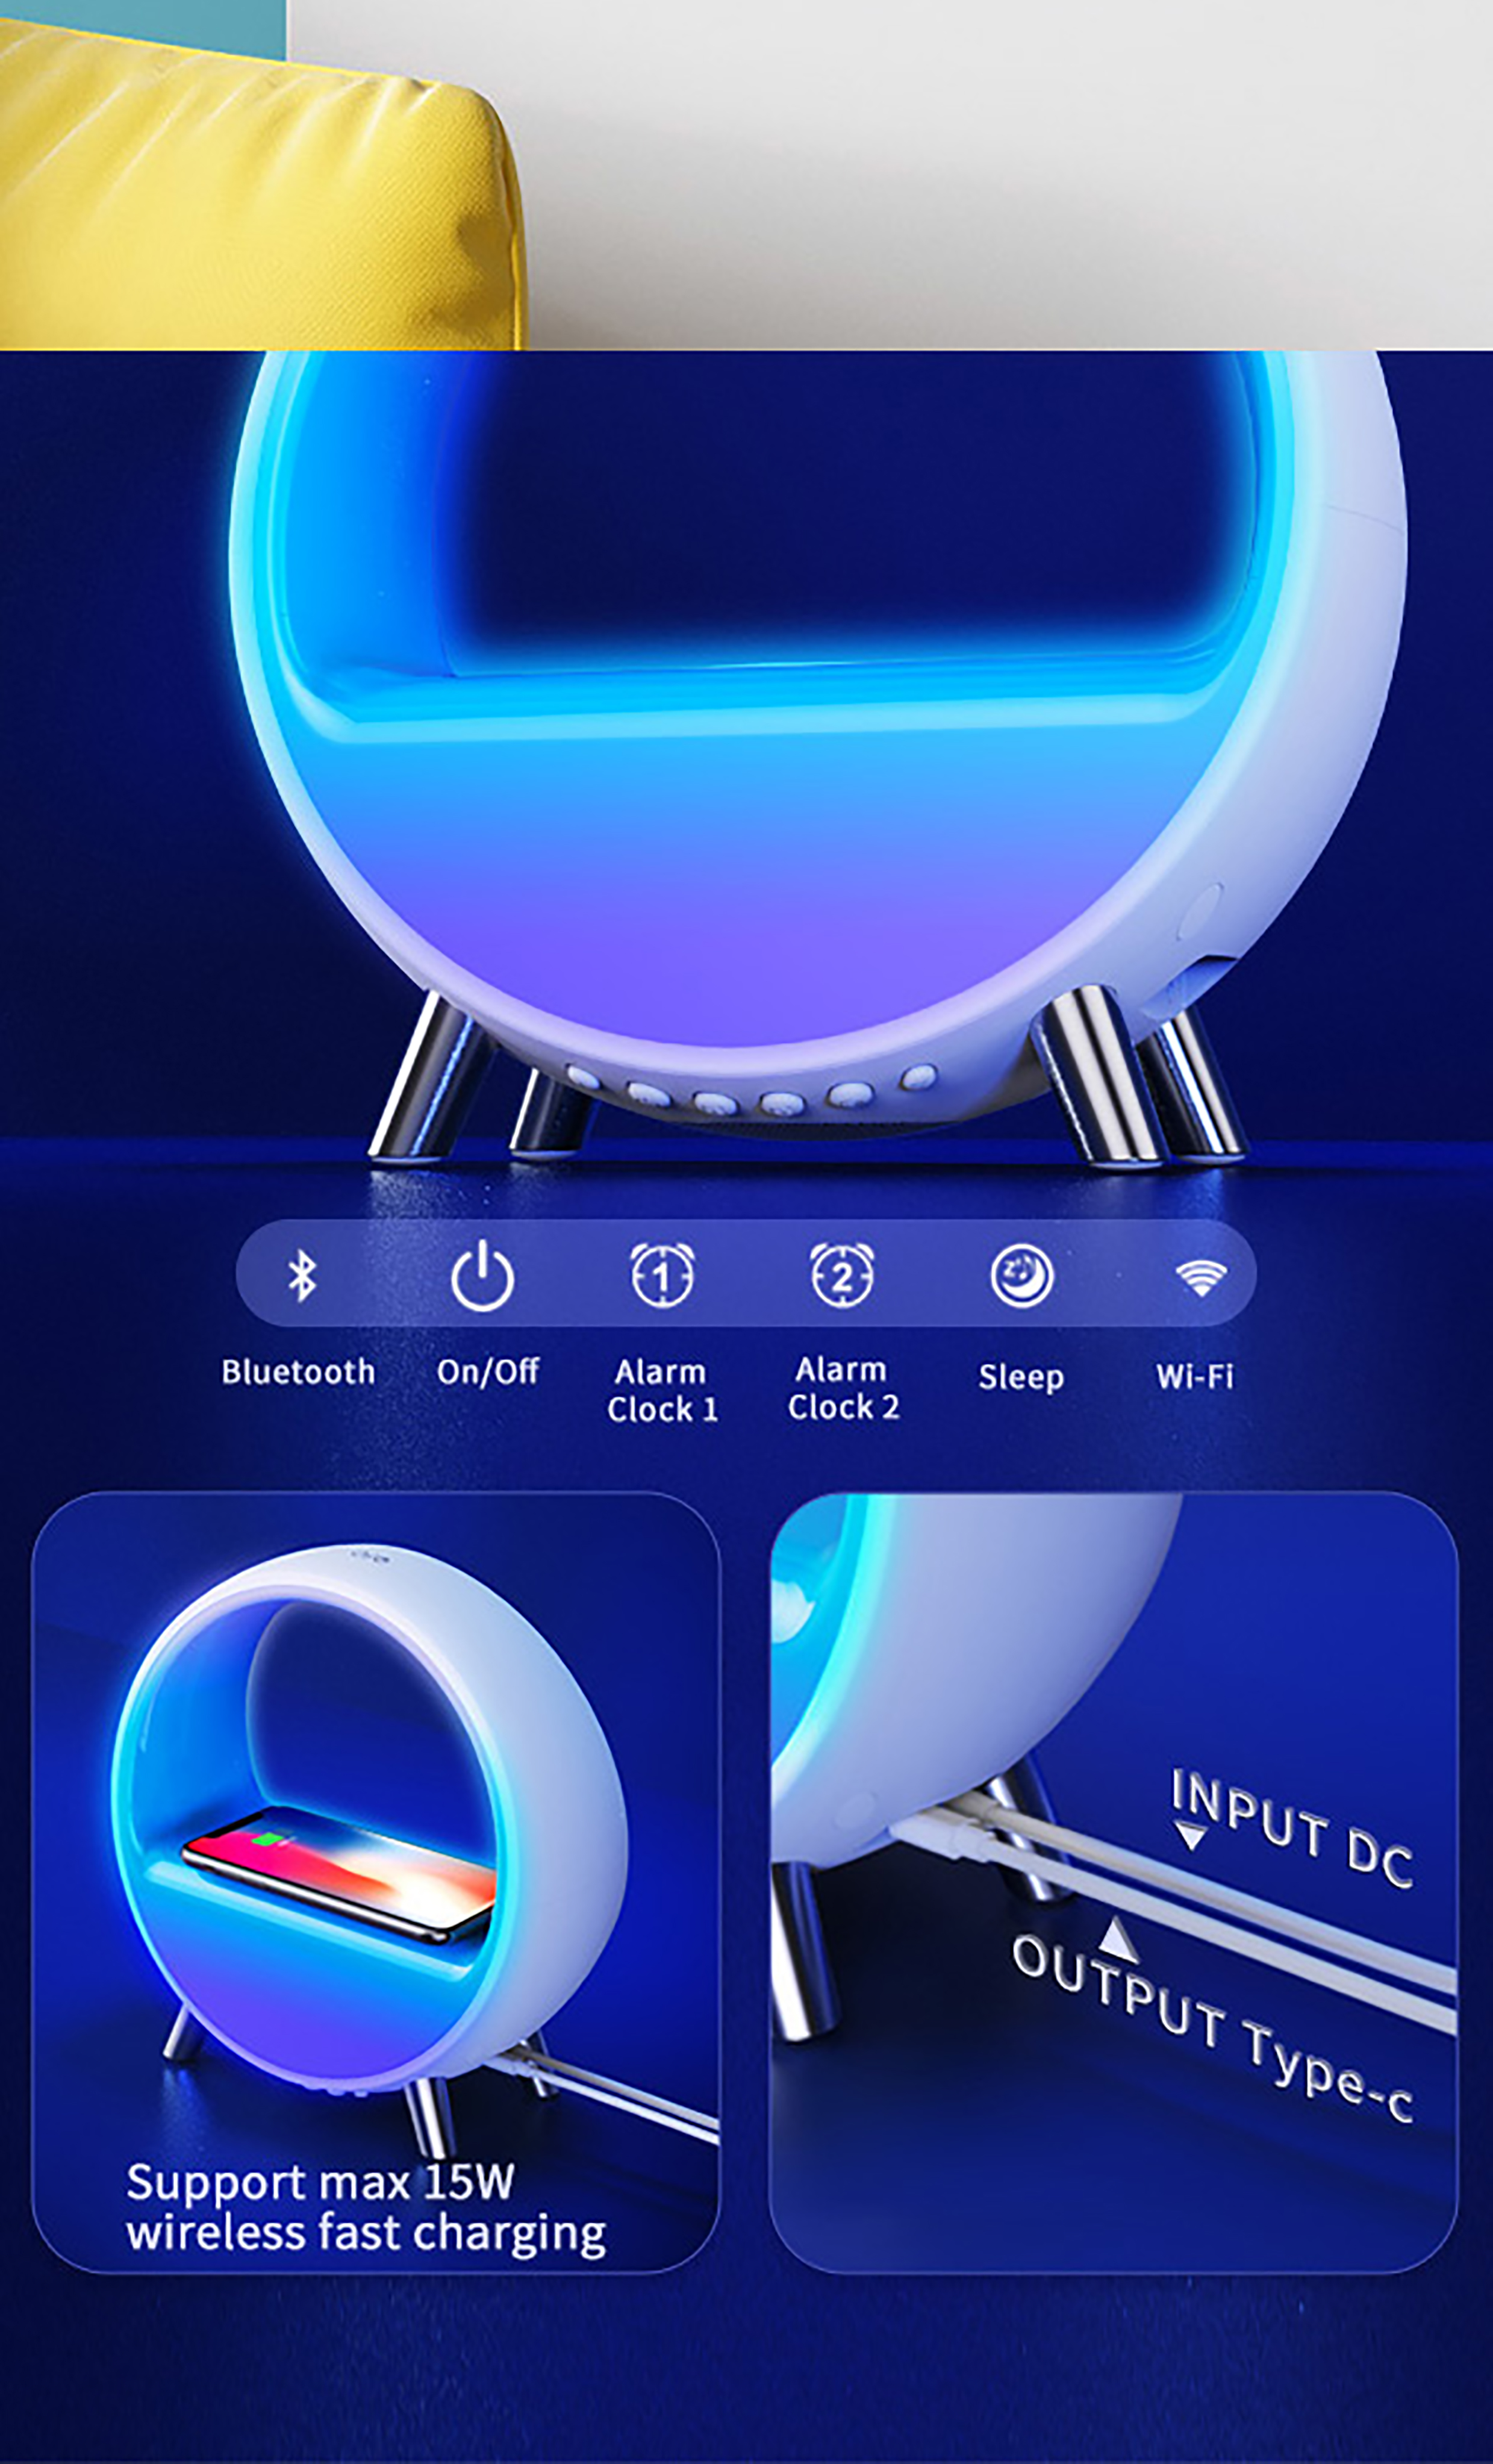 1
2
Bluetooth
On/Off
Alarm
Clock 1
Alarm
Clock 2
Sleep
Wi-Fi
Support max 15W
wireless fast charging
INPUT DC
OUTPUT Type-c